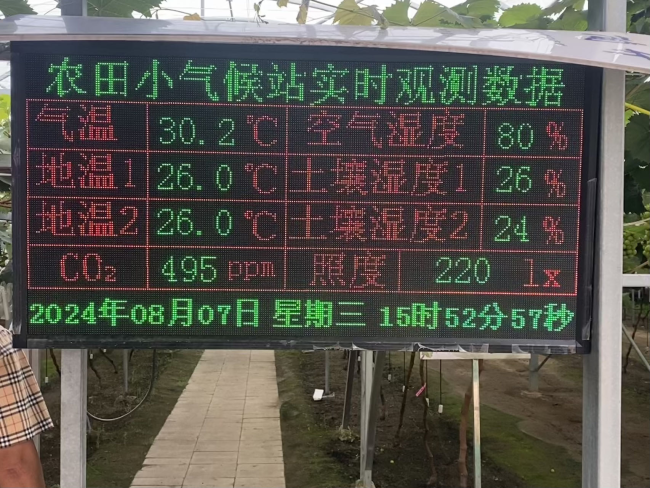 农田小气候站实时观测数据
气温 30.2℃ 空气湿度 80 %
地温1 26.0℃ 土壤湿度1 26 %
地温2 26.0℃ 土壤湿度2 24 %
CO₂ 495 ppm 照度 220 lx
2024年08月07日 星期三 15时52分57秒